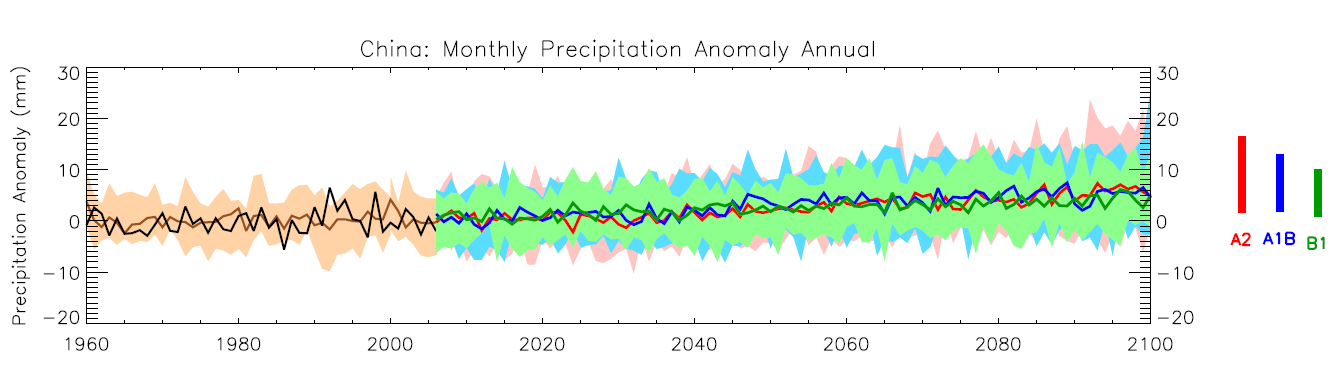 China: Monthly Precipitation Anomaly Annual
Precipitation Anomaly (mm)
30 30
20 20
10 10
0 0
−10 −10
−20 −20
1960 1980 2000 2020 2040 2060 2080 2100
A2 A1B B1